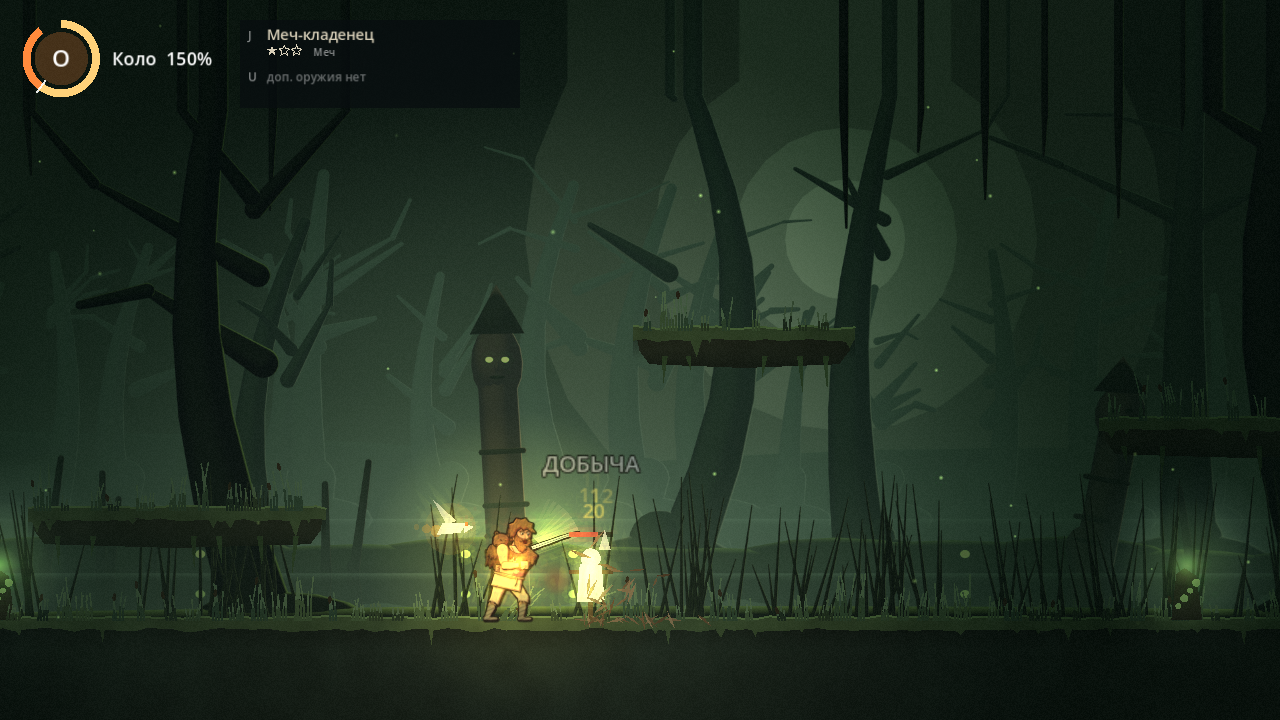 О
Коло 150%
J Меч-кладенец
Меч
U доп. оружия нет
ДОБЫЧА
112
20